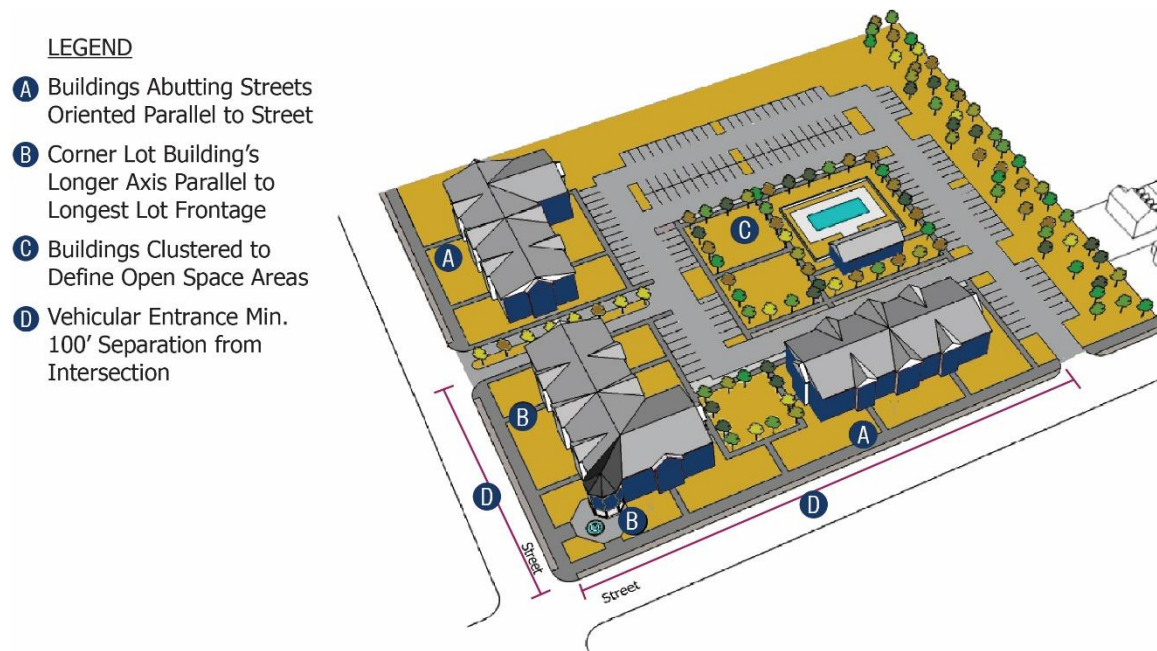 LEGEND
A Buildings Abutting Streets
Oriented Parallel to Street
B Corner Lot Building's
Longer Axis Parallel to
Longest Lot Frontage
C Buildings Clustered to
Define Open Space Areas
D Vehicular Entrance Min.
100' Separation from
Intersection
C
A
B
A
D
D
B
Street
Street